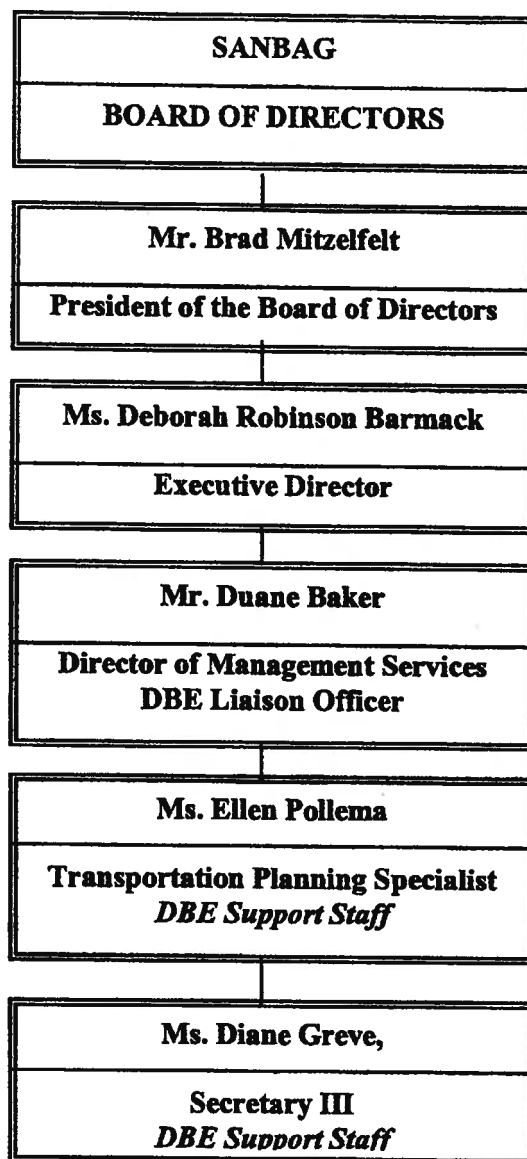 SANBAG
BOARD OF DIRECTORS
Mr. Brad Mitzelfelt
President of the Board of Directors
Ms. Deborah Robinson Barmack
Executive Director
Mr. Duane Baker
Director of Management Services
DBE Liaison Officer
Ms. Ellen Pollema
Transportation Planning Specialist
DBE Support Staff
Ms. Diane Greve,
Secretary III
DBE Support Staff